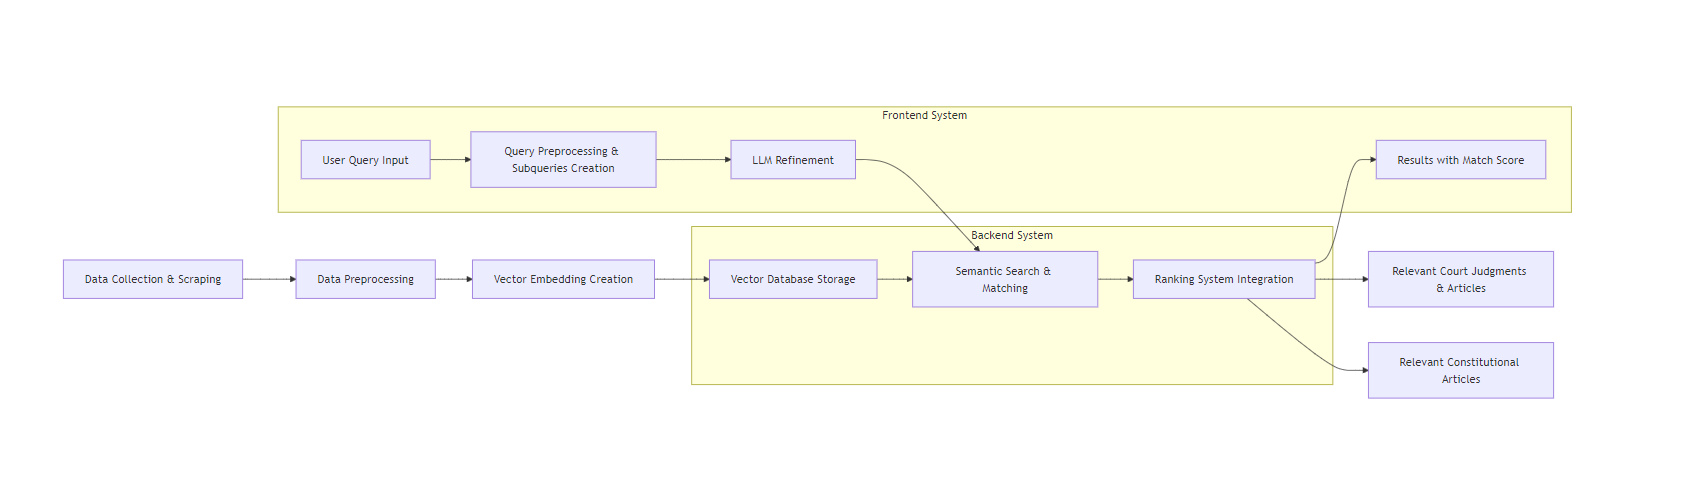 Frontend System
User Query Input
Query Preprocessing &
Subqueries Creation
LLM Refinement
Results with Match Score
Backend System
Data Collection & Scraping
Data Preprocessing
Vector Embedding Creation
Vector Database Storage
Semantic Search &
Matching
Ranking System Integration
Relevant Court Judgments
& Articles
Relevant Constitutional
Articles